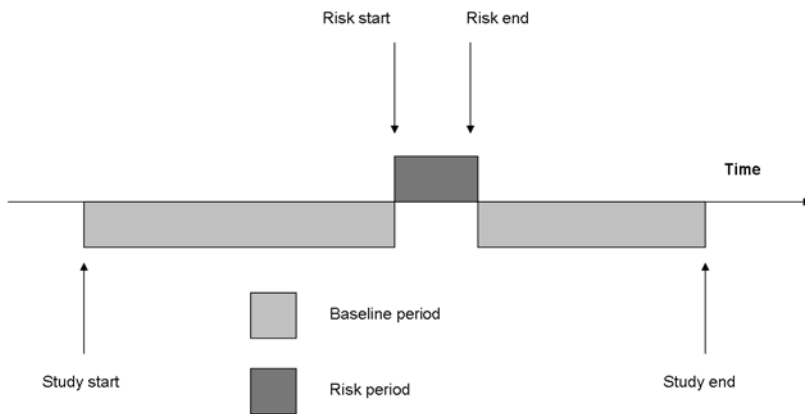 Risk start
Risk end
Time
Baseline period
Study start
Study end
Risk period